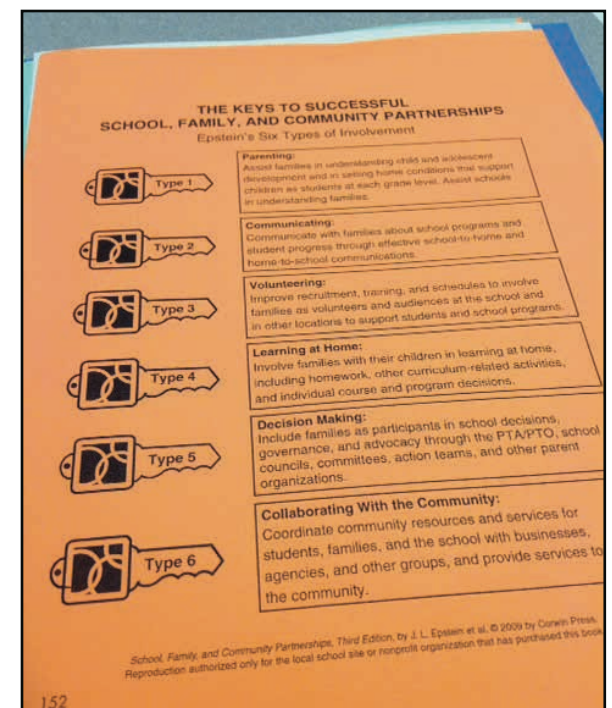 THE KEYS TO SUCCESSFUL
SCHOOL, FAMILY, AND COMMUNITY PARTNERSHIPS
Epstein's Six Types of Involvement
Type 1
Parenting:
Assist families in understanding child and adolescent
development and in setting home conditions that support
children as students at each grade level. Assist schools
in understanding families.
Type 2
Communicating:
Communicate with families about school programs and
student progress through effective school-to-home and
home-to-school communications.
Type 3
Volunteering:
Improve recruitment, training, and schedules to involve
families as volunteers and audiences at the school and
in other locations to support students and school programs.
Type 4
Learning at Home:
Involve families with their children in learning at home,
including homework, other curriculum-related activities,
and individual course and program decisions.
Type 5
Decision Making:
Include families as participants in school decisions,
governance, and advocacy through the PTA/PTO, school
councils, committees, action teams, and other parent
organizations.
Type 6
Collaborating With the Community:
Coordinate community resources and services for
students, families, and the school with businesses,
agencies, and other groups, and provide services to
the community.
School, Family, and Community Partnerships, Third Edition, by J. L. Epstein et al. © 2009 by Corwin Press.
Reproduction authorized only for the local school site or nonprofit organization that has purchased this book
152